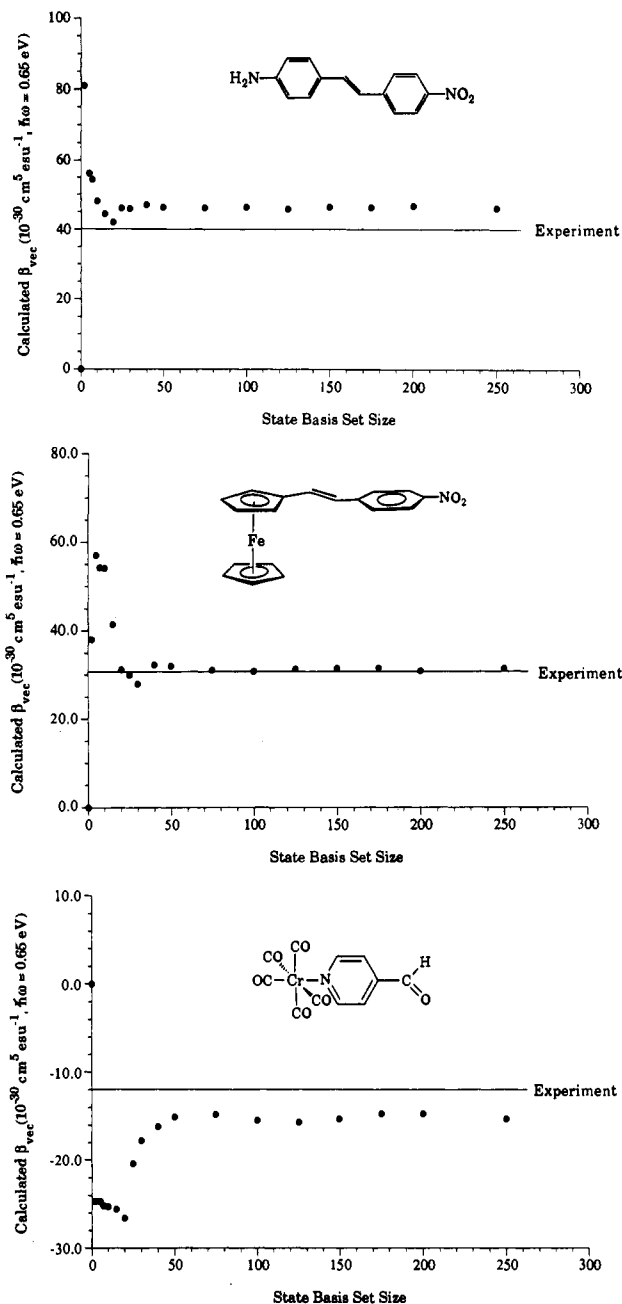 100
80
60
40
20
0
Calculated βvec (10⁻³⁰ cm⁵ esu⁻¹, ħω = 0.65 eV)
H₂N
NO₂
Experiment
0 50 100 150 200 250 300
State Basis Set Size
80.0
60.0
40.0
20.0
0.0
Calculated βvec (10⁻³⁰ cm⁵ esu⁻¹, ħω = 0.65 eV)
Fe
NO₂
Experiment
0 50 100 150 200 250 300
State Basis Set Size
10.0
0.0
-10.0
-20.0
-30.0
Calculated βvec (10⁻³⁰ cm⁵ esu⁻¹, ħω = 0.65 eV)
CO
CO
OC Cr N
CO
CO
C
H
O
Experiment
0 50 100 150 200 250 300
State Basis Set Size